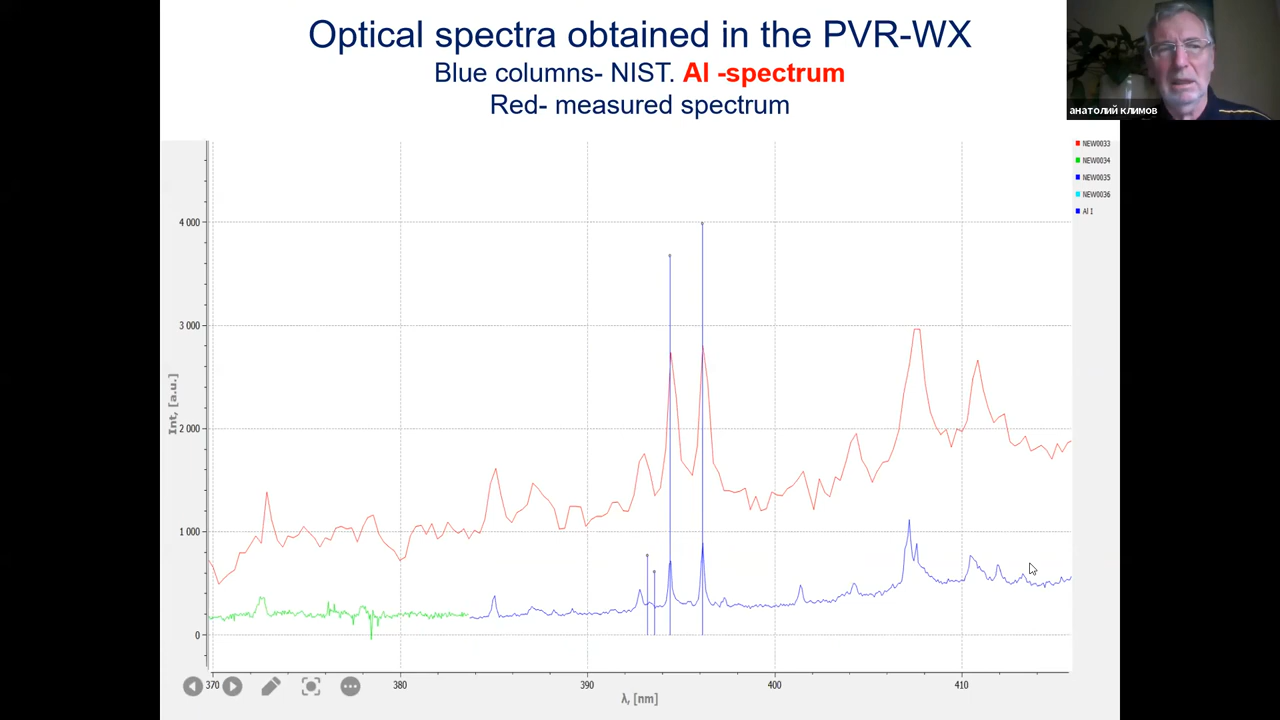 Optical spectra obtained in the PVR-WX
Blue columns- NIST. Al -spectrum
Red- measured spectrum
анатолий климов
NEW0033
NEW0034
NEW0035
NEW0036
Al 1
Int, [a.u.]
4 000
3 000
2 000
1 000
0
370
380
390
400
410
λ, [nm]